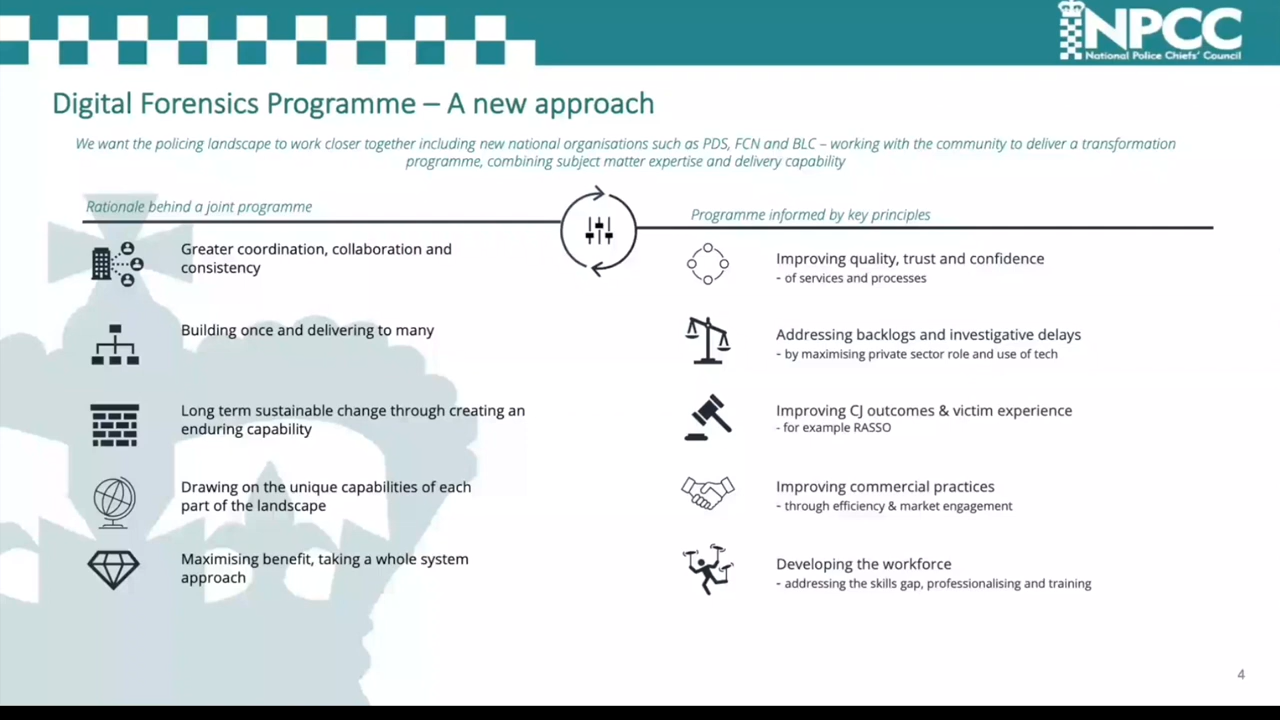 NPCC
National Police Chiefs' Council
Digital Forensics Programme – A new approach
We want the policing landscape to work closer together including new national organisations such as PDS, FCN and BLC – working with the community to deliver a transformation
programme, combining subject matter expertise and delivery capability
Rationale behind a joint programme
Greater coordination, collaboration and
consistency
Building once and delivering to many
Long term sustainable change through creating an
enduring capability
Drawing on the unique capabilities of each
part of the landscape
Maximising benefit, taking a whole system
approach
Programme informed by key principles
Improving quality, trust and confidence
- of services and processes
Addressing backlogs and investigative delays
- by maximising private sector role and use of tech
Improving CJ outcomes & victim experience
- for example RASSO
Improving commercial practices
- through efficiency & market engagement
Developing the workforce
- addressing the skills gap, professionalising and training
4